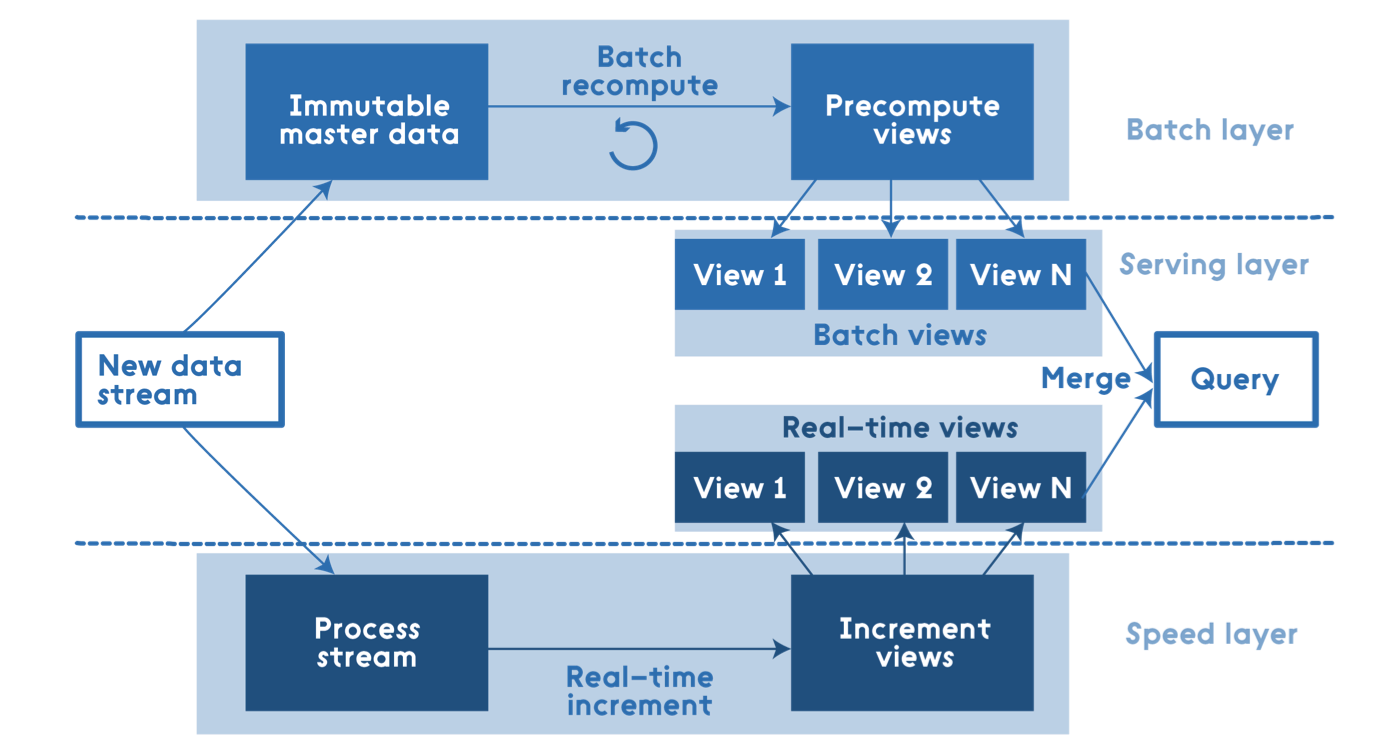 Batch
recompute
Immutable
master data
Precompute
views
Batch layer
View 1
View 2
View N
Serving layer
Batch views
New data
stream
Merge
Query
Real-time views
View 1
View 2
View N
Process
stream
Increment
views
Speed layer
Real-time
increment